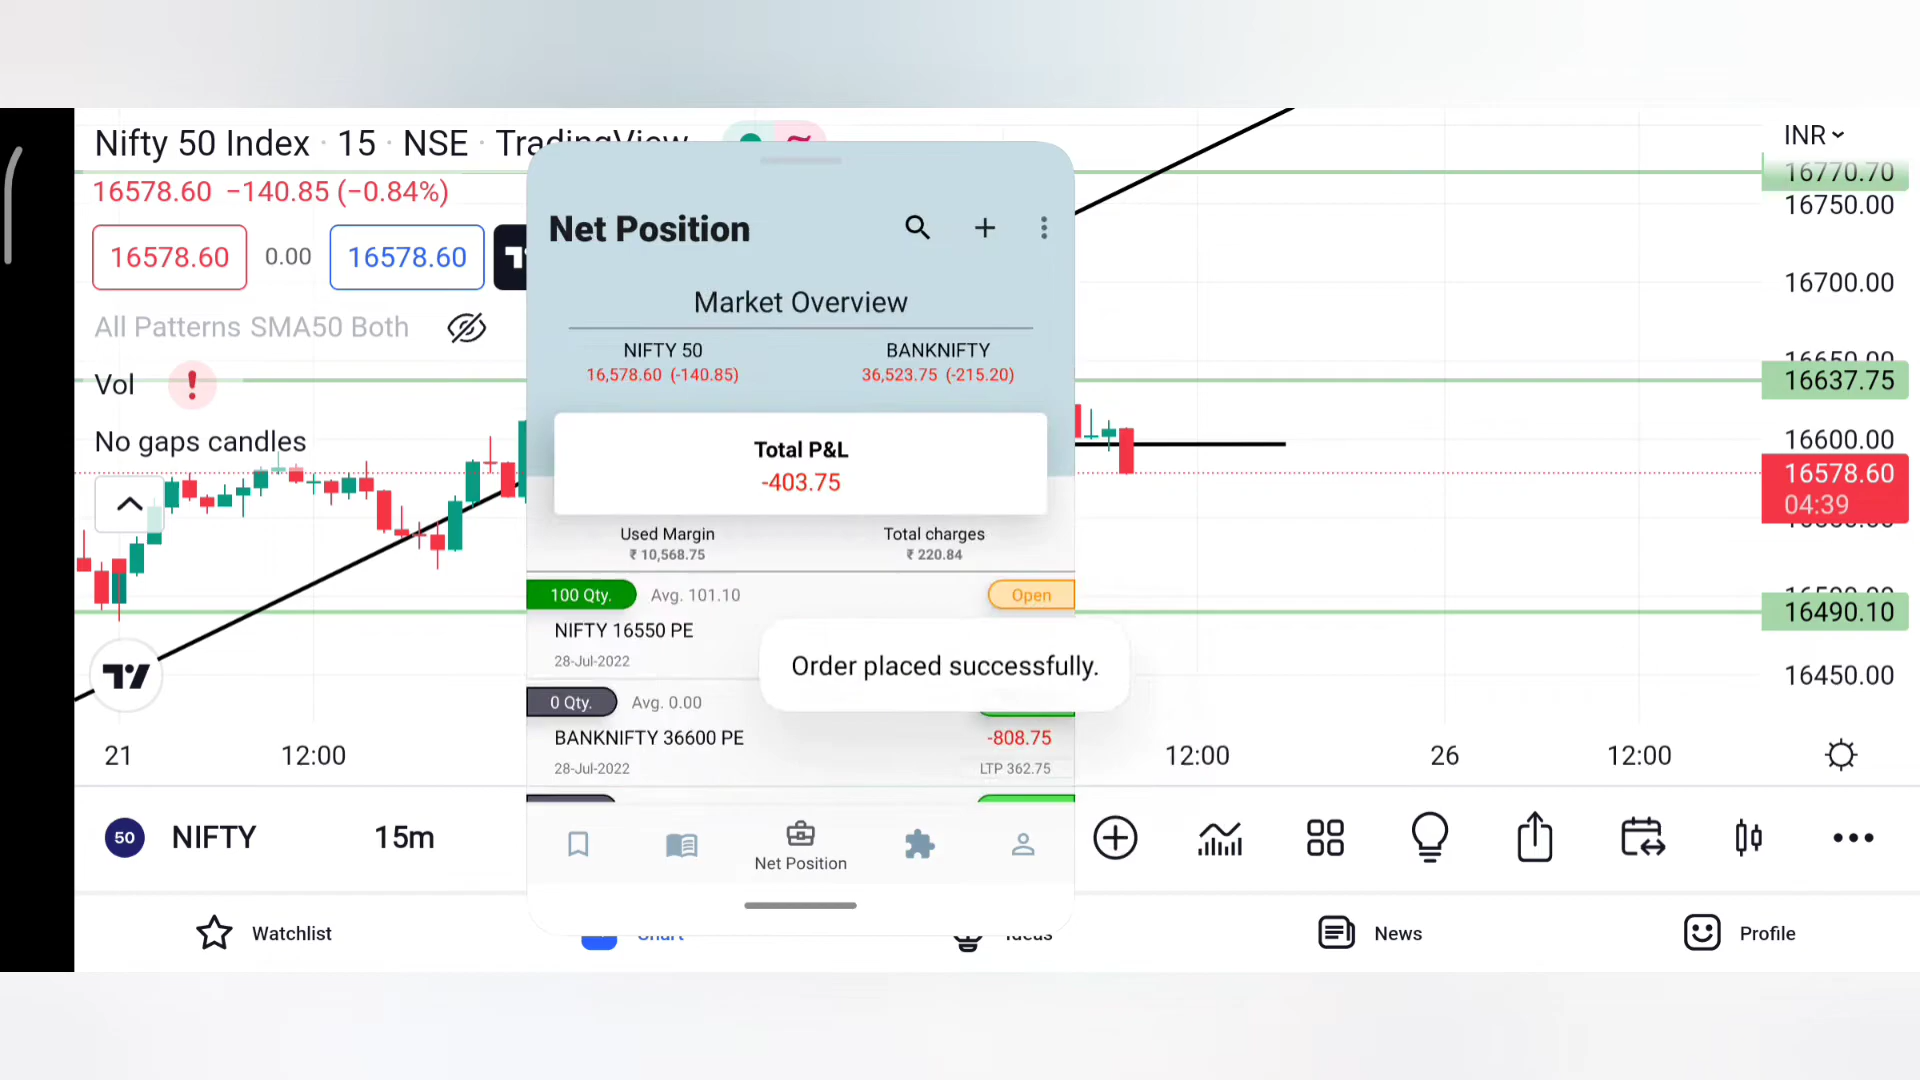 Nifty 50 Index · 15 · NSE · TradingView
16578.60 −140.85 (−0.84%)
16578.60 0.00 16578.60
All Patterns SMA50 Both
Vol
No gaps candles
INR
16770.70
16750.00
16700.00
16650.00
16637.75
16600.00
16578.60
04:39
16490.10
16450.00
Net Position
Market Overview
NIFTY 50
16,578.60 (-140.85)
BANKNIFTY
36,523.75 (-215.20)
Total P&L
-403.75
Used Margin
₹ 10,568.75
Total charges
₹ 220.84
100 Qty. Avg. 101.10 Open
NIFTY 16550 PE
28-Jul-2022
Order placed successfully.
0 Qty. Avg. 0.00
BANKNIFTY 36600 PE -808.75
28-Jul-2022 LTP 362.75
Net Position
21 12:00 12:00 26 12:00
50 NIFTY 15m
Watchlist Chart Ideas News Profile